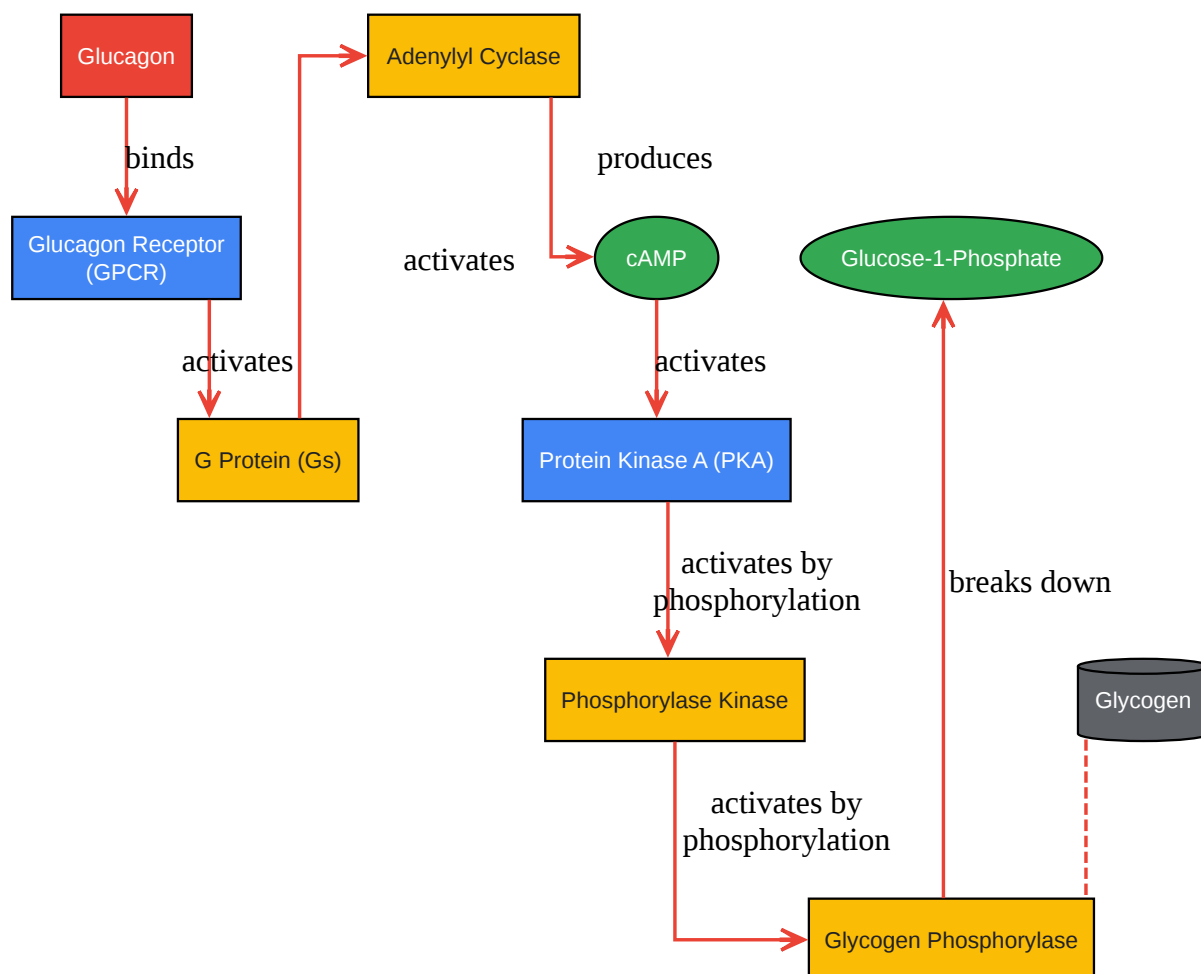 Glucagon
Adenylyl Cyclase
binds
produces
Glucagon Receptor
(GPCR)
activates
cAMP
Glucose-1-Phosphate
activates
activates
G Protein (Gs)
Protein Kinase A (PKA)
activates by
phosphorylation
breaks down
Phosphorylase Kinase
Glycogen
activates by
phosphorylation
Glycogen Phosphorylase